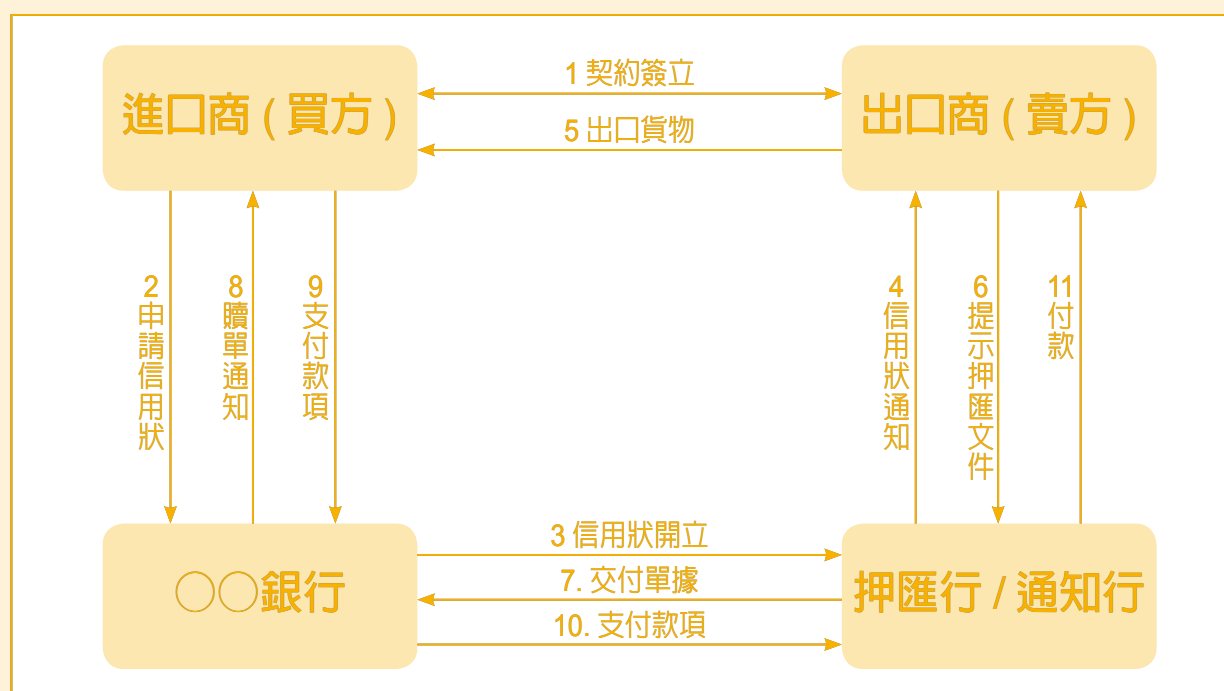 進口商 ( 買方 )
1 契約簽立
5 出口貨物
出口商 ( 賣方 )
2 申請信用狀
8 贖單通知
9 支付款項
4 信用狀通知
6 提示押匯文件
11 付款
○○銀行
3 信用狀開立
7. 交付單據
10. 支付款項
押匯行 / 通知行